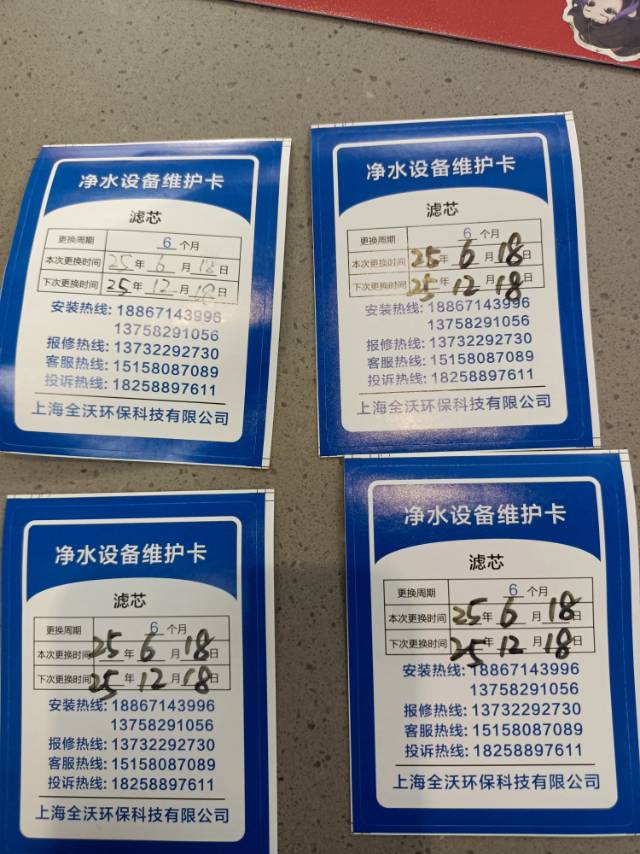 净水设备维护卡
滤芯
更换周期 6 个月
本次更换时间 25 年 6 月 18 日
下次更换时间 25 年 12 月 18 日
安装热线: 18867143996
13758291056
报修热线: 13732292730
客服热线: 15158087089
投诉热线: 18258897611
上海全沃环保科技有限公司
净水设备维护卡
滤芯
更换周期 6 个月
本次更换时间 25 年 6 月 18 日
下次更换时间 25 年 12 月 18 日
安装热线: 18867143996
13758291056
报修热线: 13732292730
客服热线: 15158087089
投诉热线: 18258897611
上海全沃环保科技有限公司
净水设备维护卡
滤芯
更换周期 6 个月
本次更换时间 25 年 6 月 18 日
下次更换时间 25 年 12 月 18 日
安装热线: 18867143996
13758291056
报修热线: 13732292730
客服热线: 15158087089
投诉热线: 18258897611
上海全沃环保科技有限公司
净水设备维护卡
滤芯
更换周期 6 个月
本次更换时间 25 年 6 月 18 日
下次更换时间 25 年 12 月 18 日
安装热线: 18867143996
13758291056
报修热线: 13732292730
客服热线: 15158087089
投诉热线: 18258897611
上海全沃环保科技有限公司